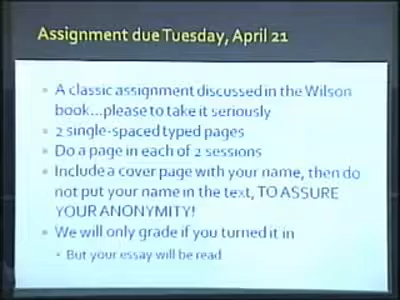 Assignment due Tuesday, April 21
A classic assignment discussed in the Wilson
book...please to take it seriously
2 single-spaced typed pages
Do a page in each of 2 sessions
Include a cover page with your name, then do
not put your name in the text, TO ASSURE
YOUR ANONYMITY!
We will only grade if you turned it in
But your essay will be read